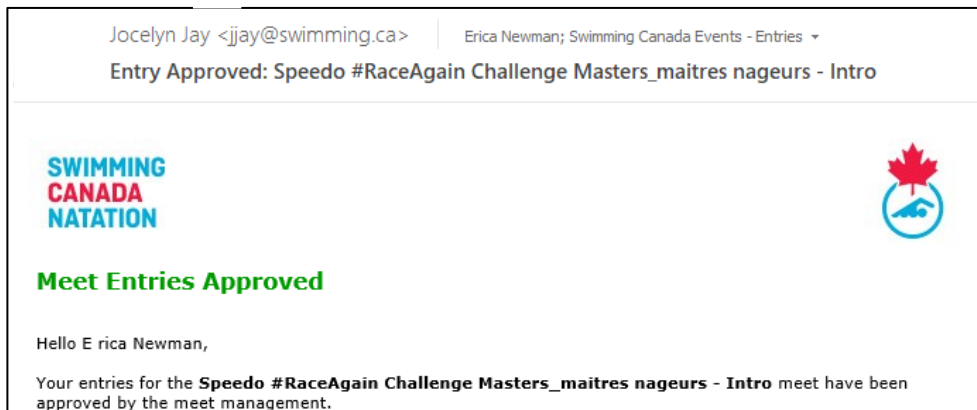 Jocelyn Jay <jjay@swimming.ca> Erica Newman; Swimming Canada Events - Entries
Entry Approved: Speedo #RaceAgain Challenge Masters_maitres nageurs - Intro
SWIMMING
CANADA
NATATION
Meet Entries Approved
Hello E rica Newman,
Your entries for the Speedo #RaceAgain Challenge Masters_maitres nageurs - Intro meet have been
approved by the meet management.